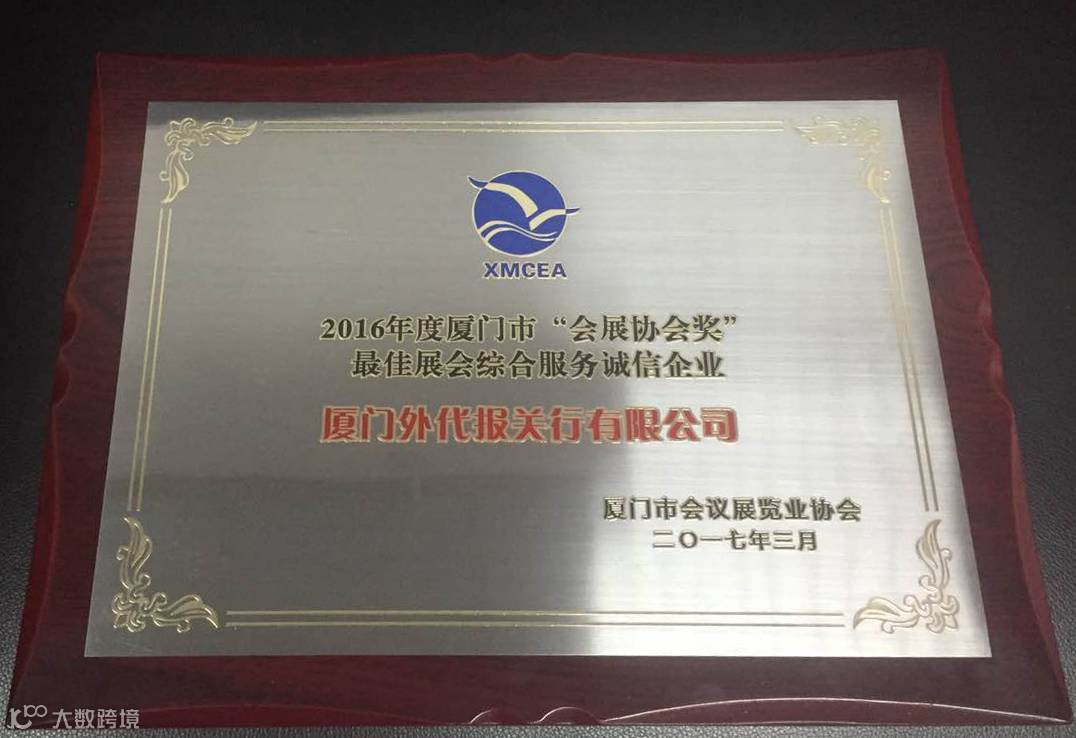 XMCEA
2016年度厦门市“会展协会奖”
最佳展会综合服务诚信企业
厦门外代报关行有限公司
厦门市会议展览业协会
二〇一七年三月
大数跨境